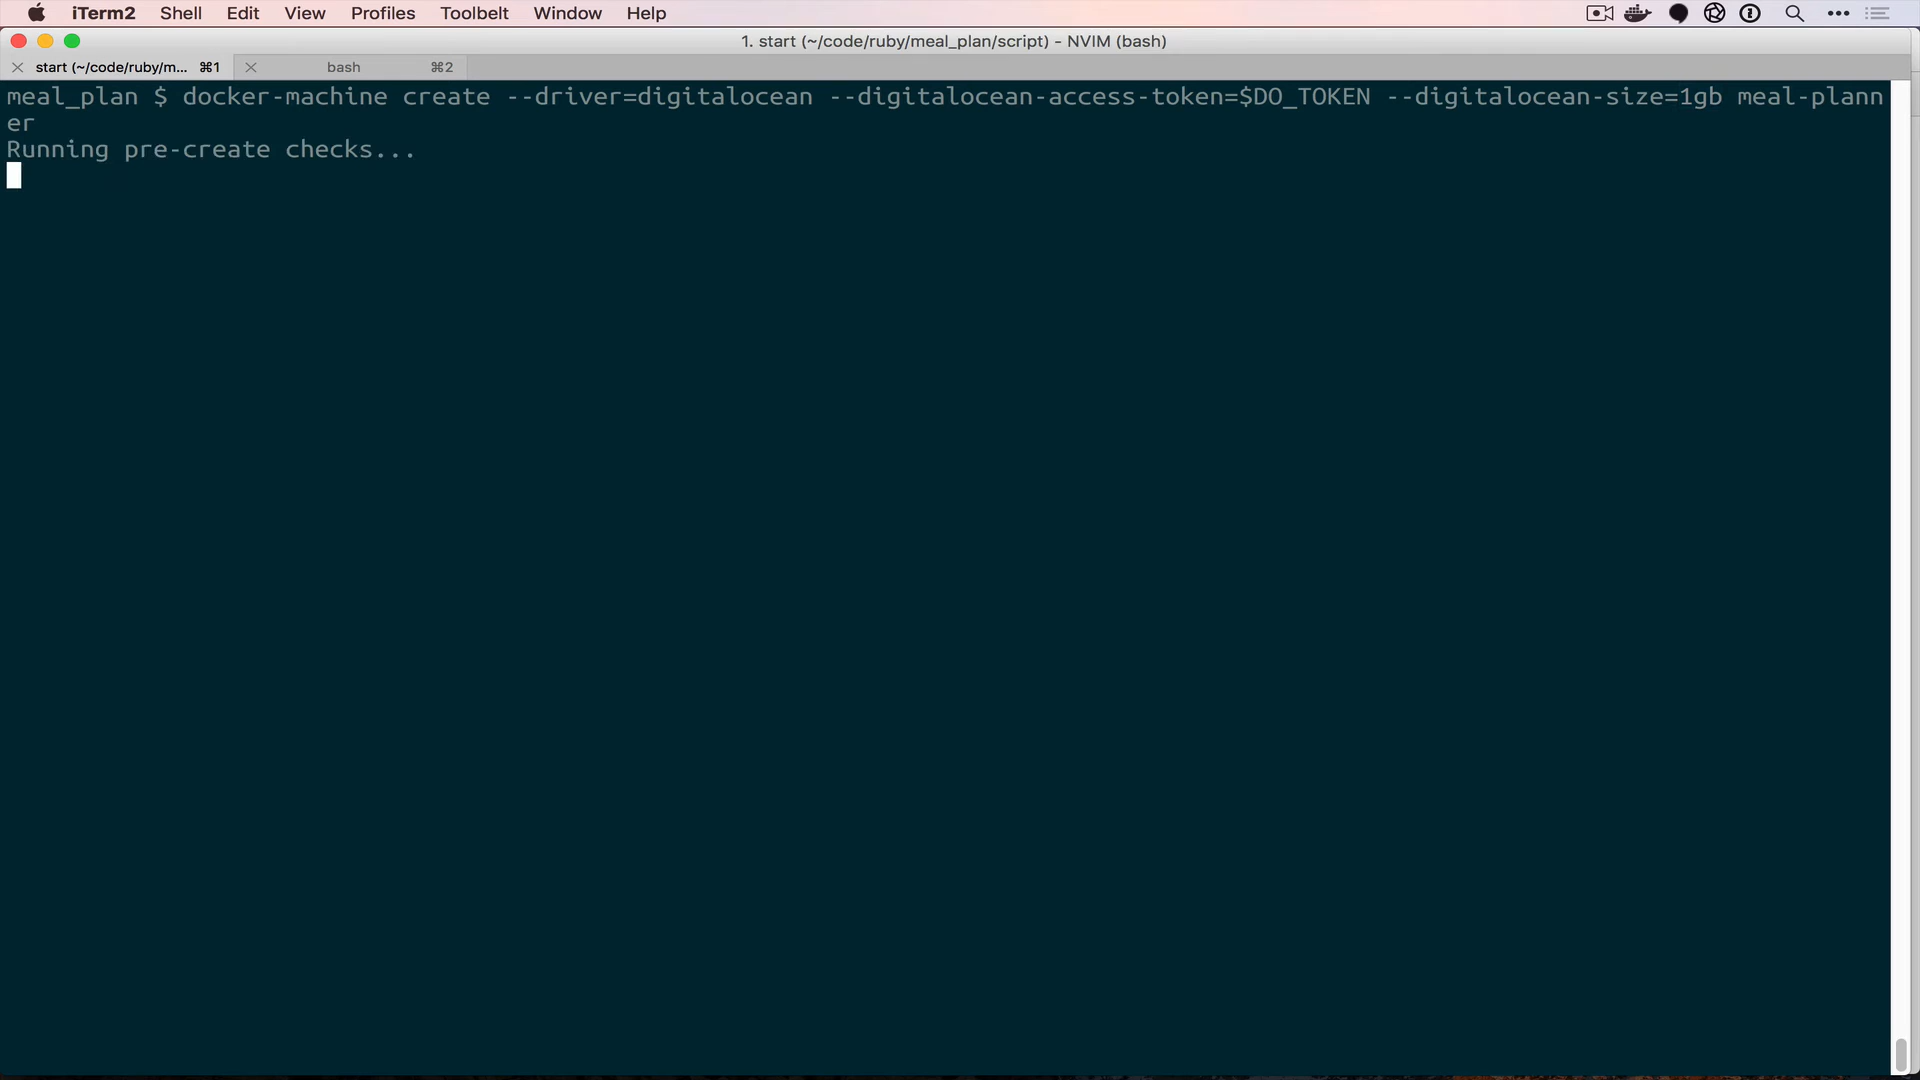 iTerm2 Shell Edit View Profiles Toolbelt Window Help
1. start (~/code/ruby/meal_plan/script) - NVIM (bash)
start (~/code/ruby/m... ⌘1 bash ⌘2
meal_plan $ docker-machine create --driver=digitalocean --digitalocean-access-token=$DO_TOKEN --digitalocean-size=1gb meal-plann
er
Running pre-create checks...